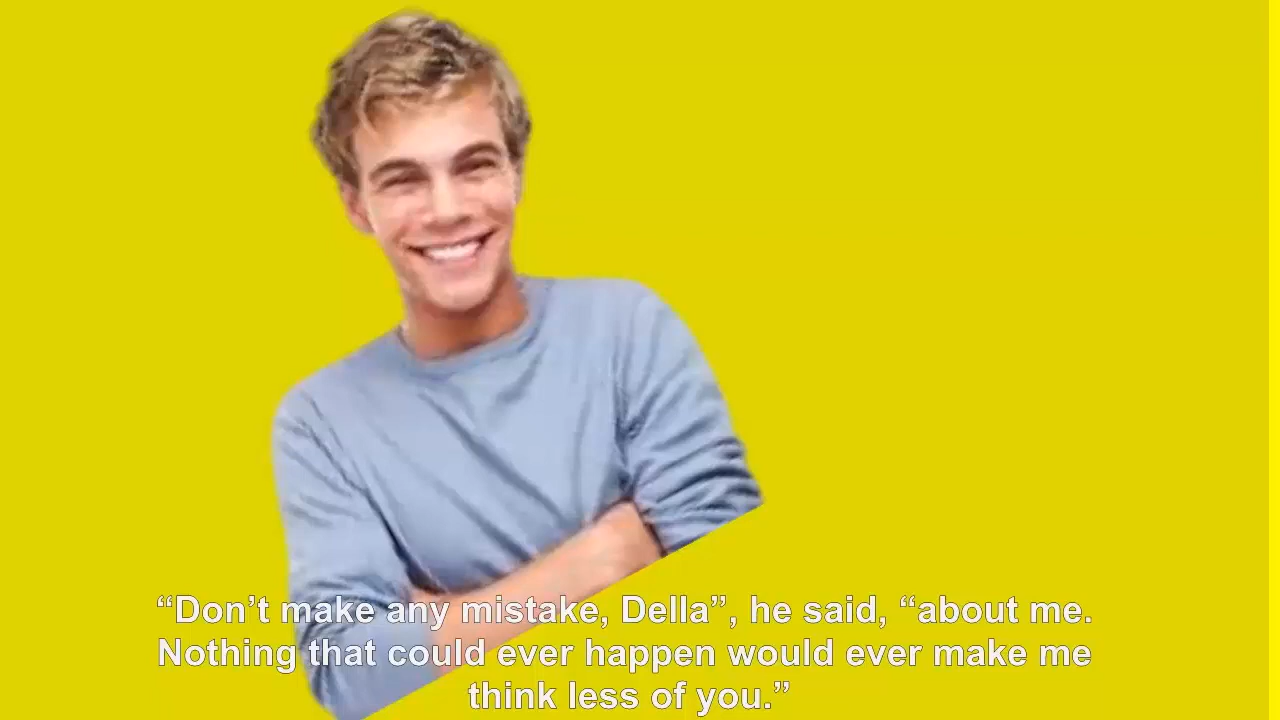 “Don’t make any mistake, Della”, he said, “about me.
Nothing that could ever happen would ever make me
think less of you.”